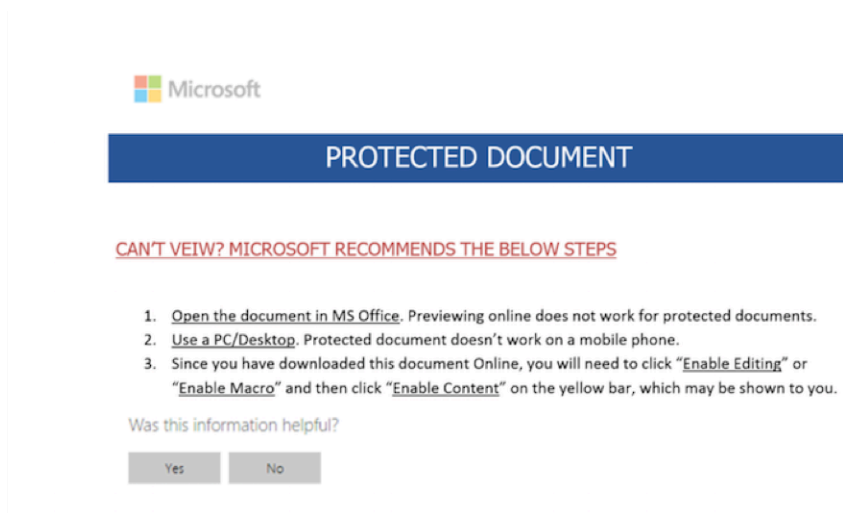 Microsoft
PROTECTED DOCUMENT
CAN'T VEIW? MICROSOFT RECOMMENDS THE BELOW STEPS
1. Open the document in MS Office. Previewing online does not work for protected documents.
2. Use a PC/Desktop. Protected document doesn't work on a mobile phone.
3. Since you have downloaded this document Online, you will need to click "Enable Editing" or
"Enable Macro" and then click "Enable Content" on the yellow bar, which may be shown to you.
Was this information helpful?
Yes No